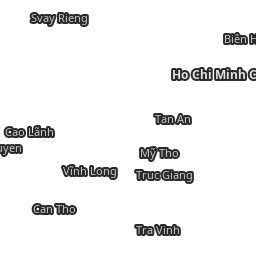 Svay Rieng
Biên H
Ho Chi Minh C
Tan An
Cao Lãnh
uyen
Mỹ Tho
Vĩnh Long
Truc Giang
Can Tho
Tra Vinh